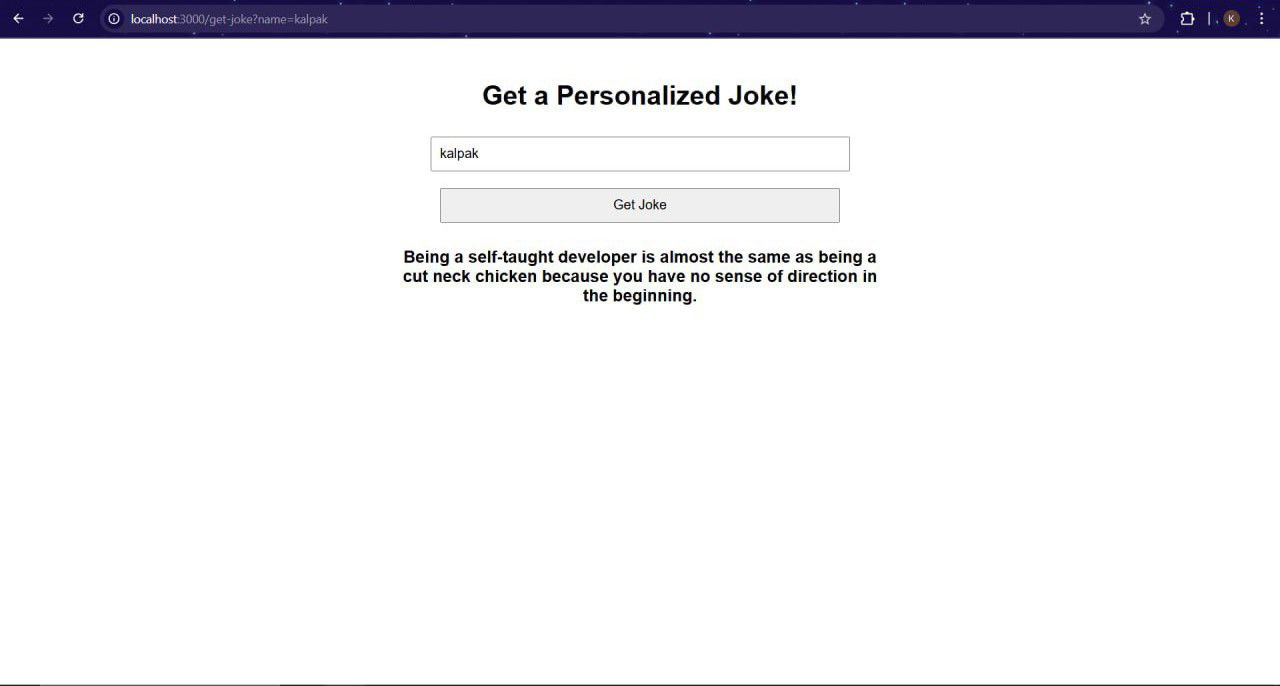 localhost:3000/get-joke?name=kalpak
K
Get a Personalized Joke!
kalpak
Get Joke
Being a self-taught developer is almost the same as being a
cut neck chicken because you have no sense of direction in
the beginning.